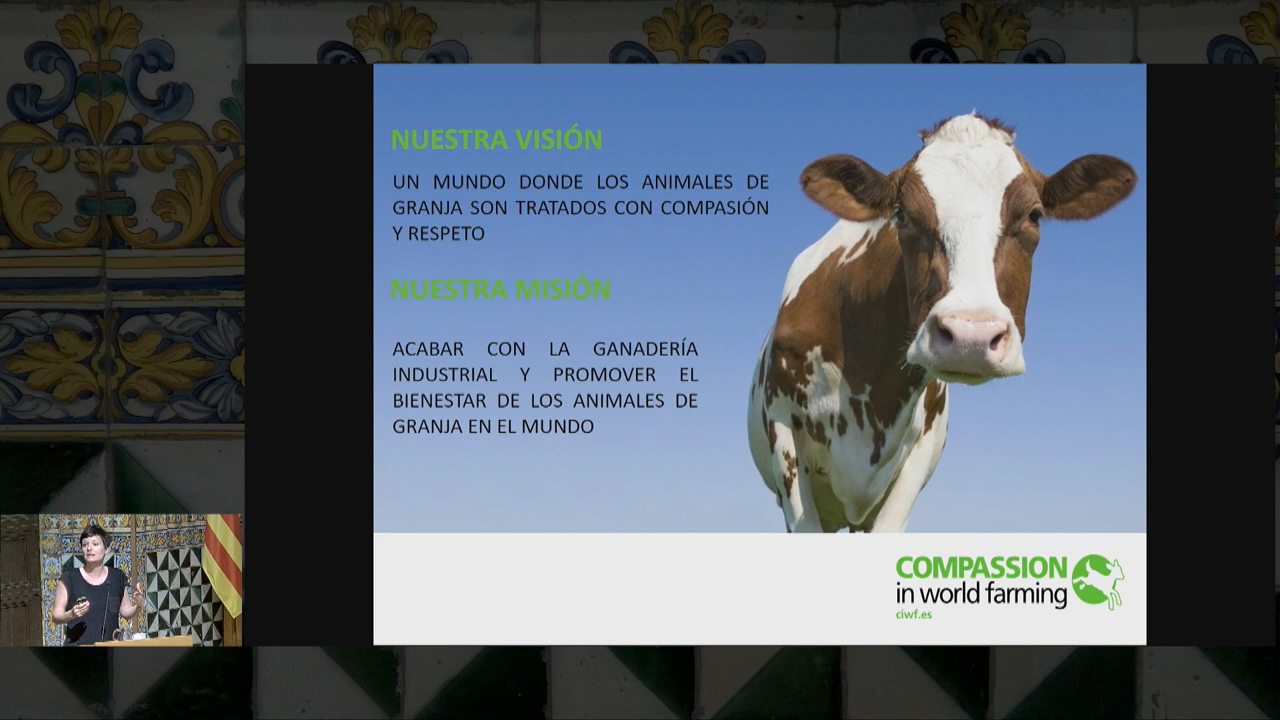 NUESTRA VISIÓN
UN MUNDO DONDE LOS ANIMALES DE
GRANJA SON TRATADOS CON COMPASIÓN
Y RESPETO
NUESTRA MISIÓN
ACABAR CON LA GANADERÍA
INDUSTRIAL Y PROMOVER EL
BIENESTAR DE LOS ANIMALES DE
GRANJA EN EL MUNDO
COMPASSION
in world farming
ciwf.es